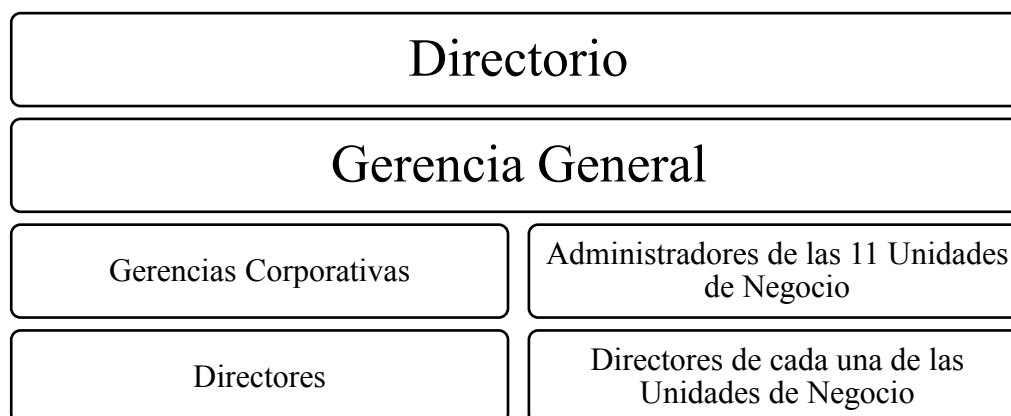 Directorio
Gerencia General
Gerencias Corporativas
Administradores de las 11 Unidades
de Negocio
Directores
Directores de cada una de las
Unidades de Negocio